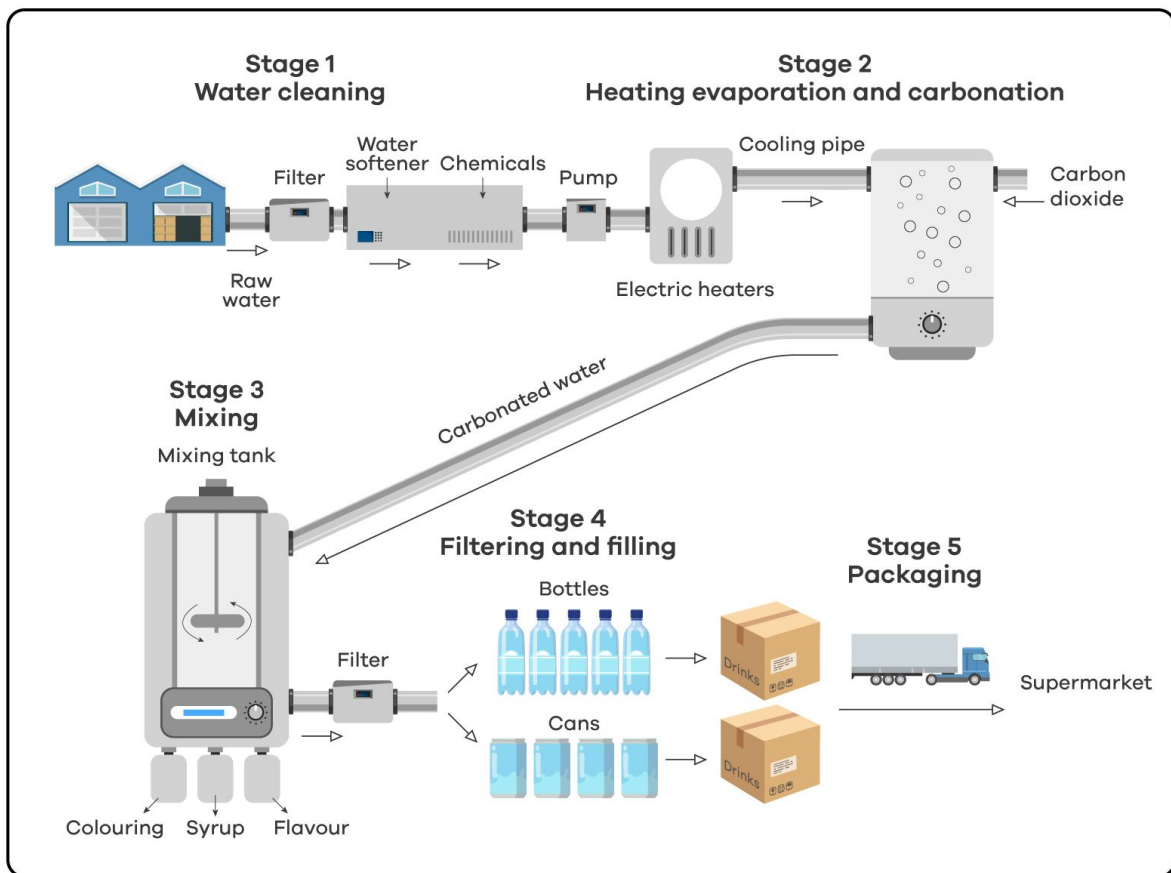 Stage 1
Water cleaning
Stage 2
Heating evaporation and carbonation
Water
softener
Chemicals
Filter
Pump
Cooling pipe
Carbon
dioxide
Raw
water
Electric heaters
Carbonated water
Stage 3
Mixing
Mixing tank
Stage 4
Filtering and filling
Stage 5
Packaging
Bottles
Filter
Drinks
Supermarket
Cans
Drinks
Colouring
Syrup
Flavour